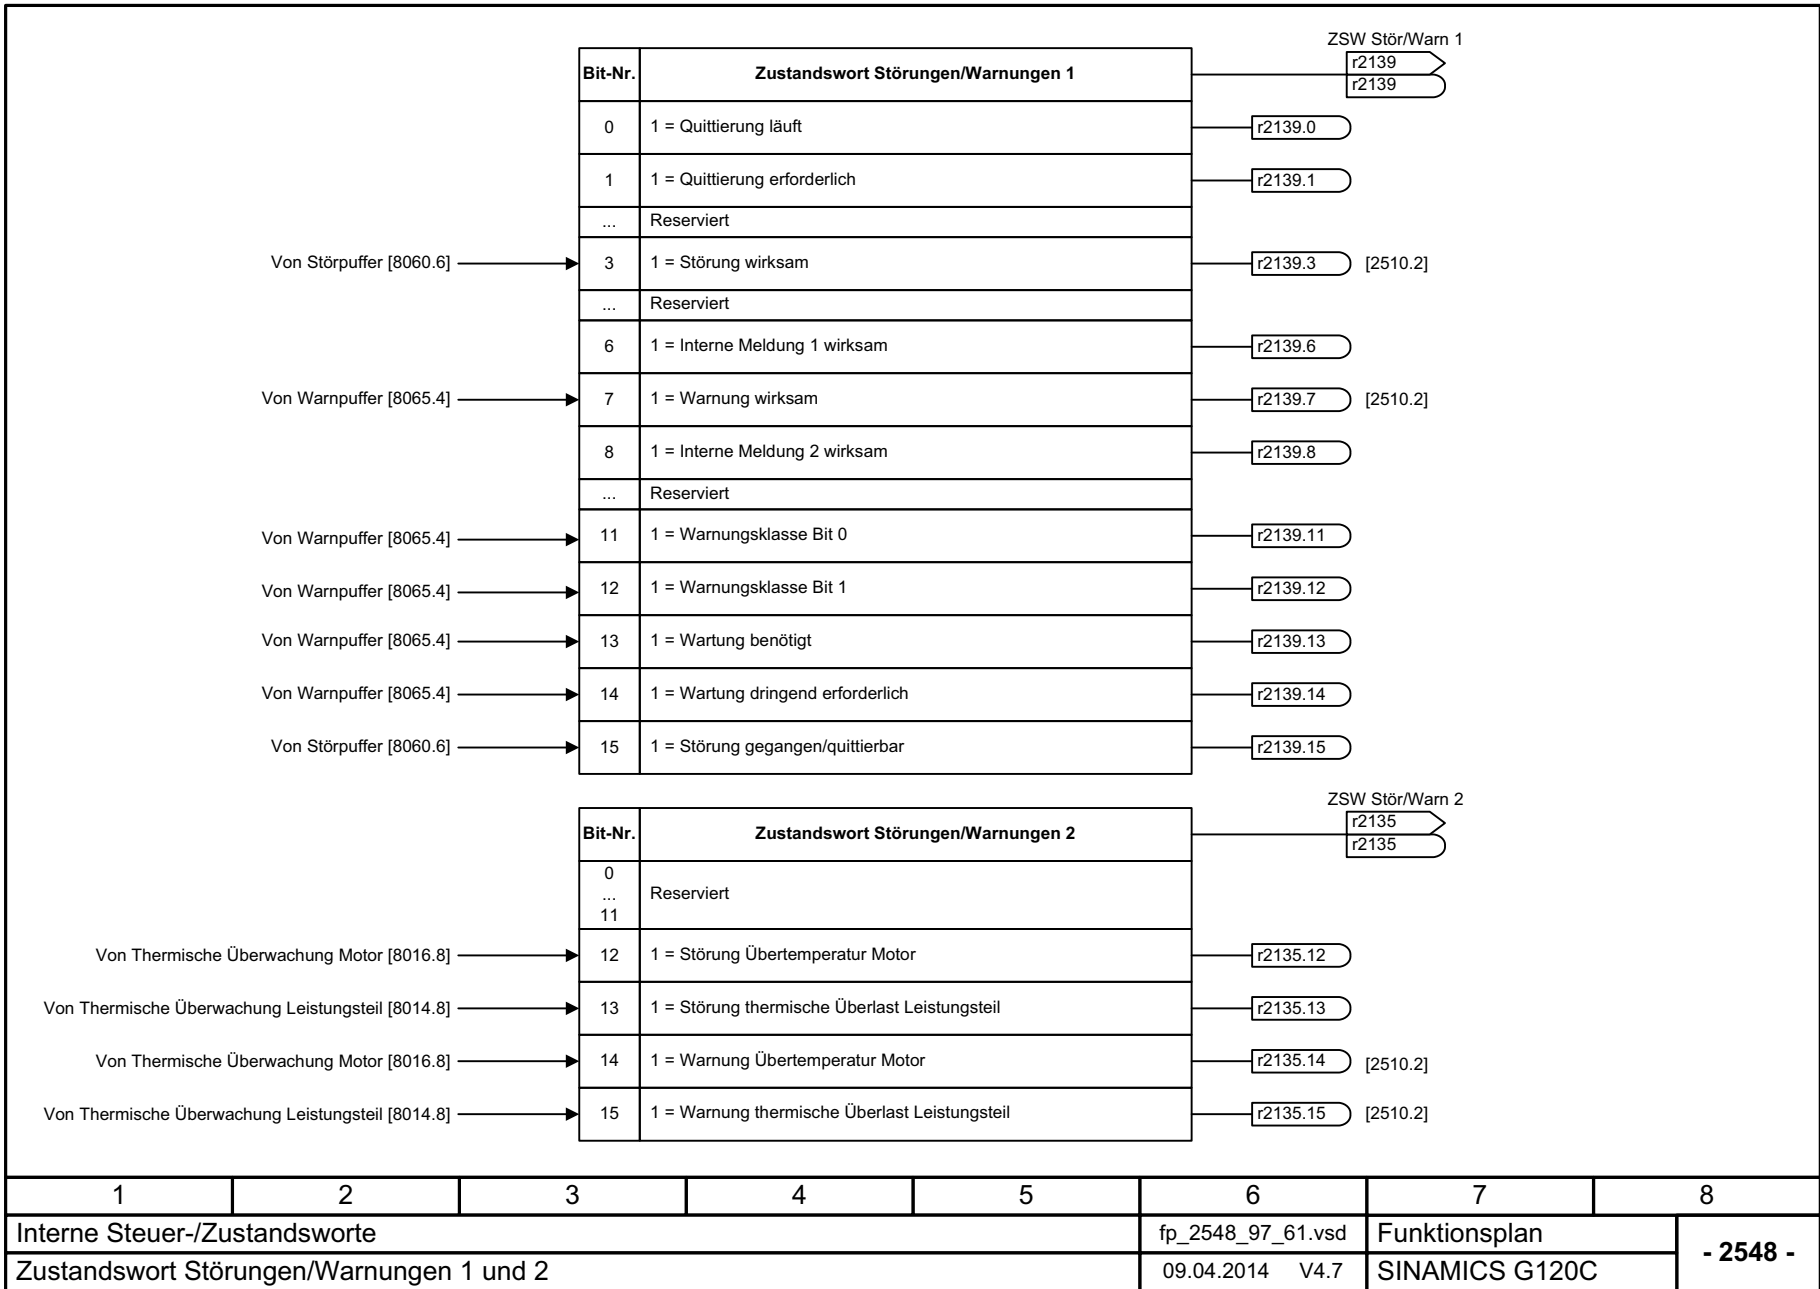 ZSW Stör/Warn 1
Bit-Nr. Zustandswort Störungen/Warnungen 1 r2139
r2139
0 1 = Quittierung läuft r2139.0
1 1 = Quittierung erforderlich r2139.1
... Reserviert
Von Störpuffer [8060.6] 3 1 = Störung wirksam r2139.3 [2510.2]
... Reserviert
6 1 = Interne Meldung 1 wirksam r2139.6
Von Warnpuffer [8065.4] 7 1 = Warnung wirksam r2139.7 [2510.2]
8 1 = Interne Meldung 2 wirksam r2139.8
... Reserviert
Von Warnpuffer [8065.4] 11 1 = Warnungsklasse Bit 0 r2139.11
Von Warnpuffer [8065.4] 12 1 = Warnungsklasse Bit 1 r2139.12
Von Warnpuffer [8065.4] 13 1 = Wartung benötigt r2139.13
Von Warnpuffer [8065.4] 14 1 = Wartung dringend erforderlich r2139.14
Von Störpuffer [8060.6] 15 1 = Störung gegangen/quittierbar r2139.15
ZSW Stör/Warn 2
Bit-Nr. Zustandswort Störungen/Warnungen 2 r2135
r2135
0
... Reserviert
11
Von Thermische Überwachung Motor [8016.8] 12 1 = Störung Übertemperatur Motor r2135.12
Von Thermische Überwachung Leistungsteil [8014.8] 13 1 = Störung thermische Überlast Leistungsteil r2135.13
Von Thermische Überwachung Motor [8016.8] 14 1 = Warnung Übertemperatur Motor r2135.14 [2510.2]
Von Thermische Überwachung Leistungsteil [8014.8] 15 1 = Warnung thermische Überlast Leistungsteil r2135.15 [2510.2]
1 2 3 4 5 6 7 8
Interne Steuer-/Zustandsworte fp_2548_97_61.vsd Funktionsplan - 2548 -
Zustandswort Störungen/Warnungen 1 und 2 09.04.2014 V4.7 SINAMICS G120C